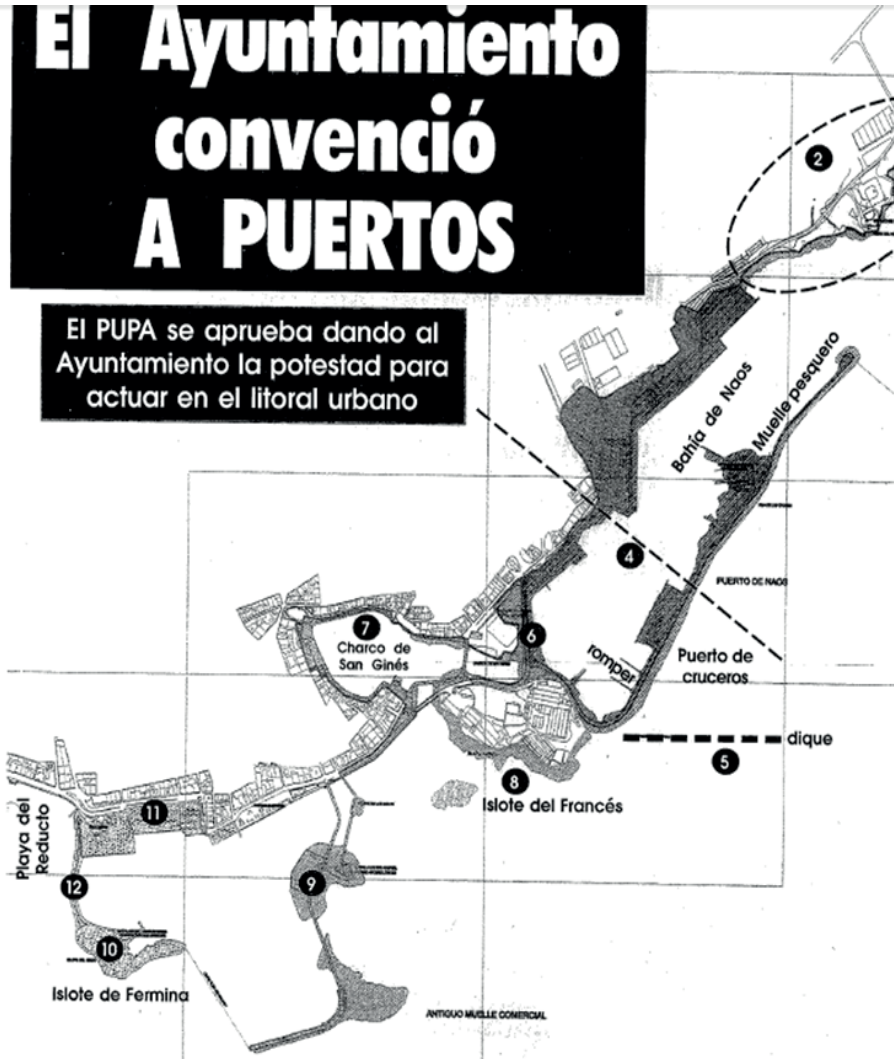 El Ayuntamiento
convenció
A PUERTOS
El PUPA se aprueba dando al
Ayuntamiento la potestad para
actuar en el litoral urbano
2
Bahía de Naos
Muelle pesquero
4
PUERTO DE NAOS
7
Charco de
San Ginés
6
romper
Puerto de
cruceros
dique
5
8
Islote del Francés
11
Playa del
Reducto
12
9
10
Islote de Fermina
ANTIGUO MUELLE COMERCIAL